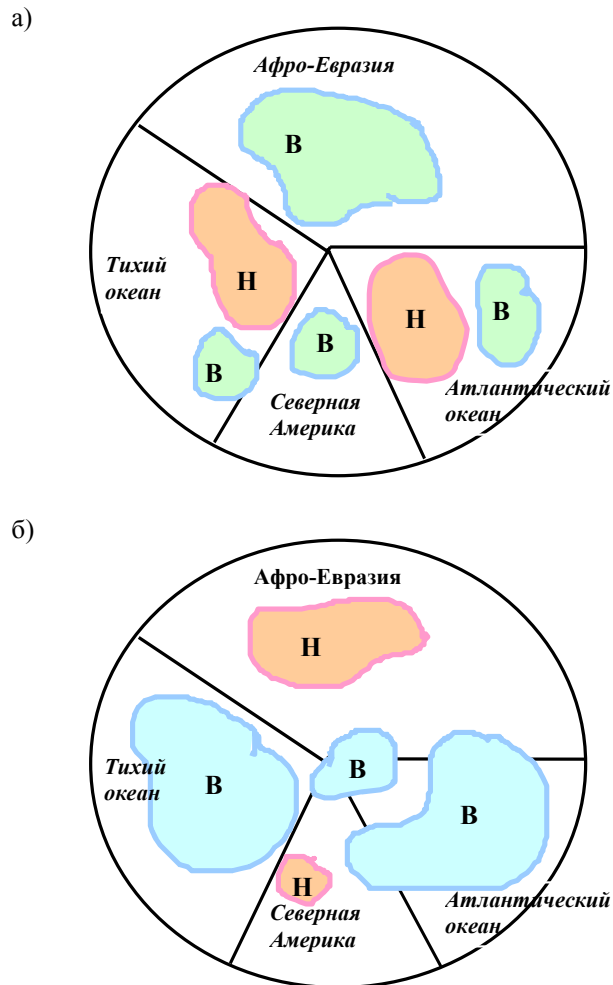 а)
Афро-Евразия
В
Тихий
океан
Н
Н
В
В
В
Северная
Америка
Атлантический
океан
б)
Афро-Евразия
Н
Тихий
океан
В
В
В
Н
Северная
Америка
Атлантический
океан